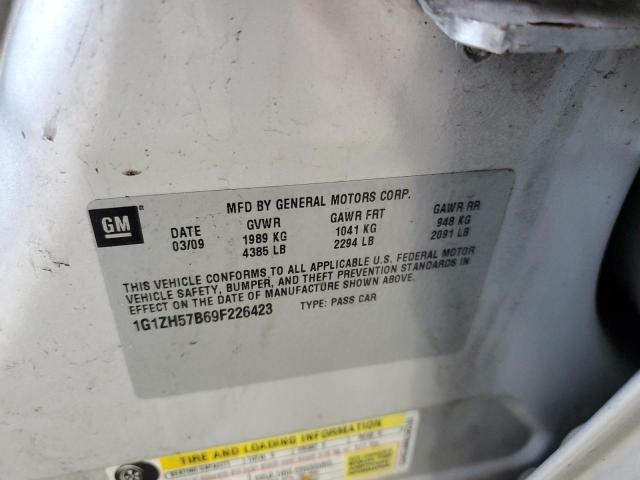 MFD BY GENERAL MOTORS CORP.
GM
DATE GVWR GAWR FRT GAWR RR
03/09 1989 KG 1041 KG 948 KG
4385 LB 2294 LB 2091 LB
THIS VEHICLE CONFORMS TO ALL APPLICABLE U.S. FEDERAL MOTOR
VEHICLE SAFETY, BUMPER, AND THEFT PREVENTION STANDARDS IN
EFFECT ON THE DATE OF MANUFACTURE SHOWN ABOVE.
1G1ZH57B69F226423 TYPE: PASS CAR
TIRE AND LOADING INFORMATION
SEATING CAPACITY